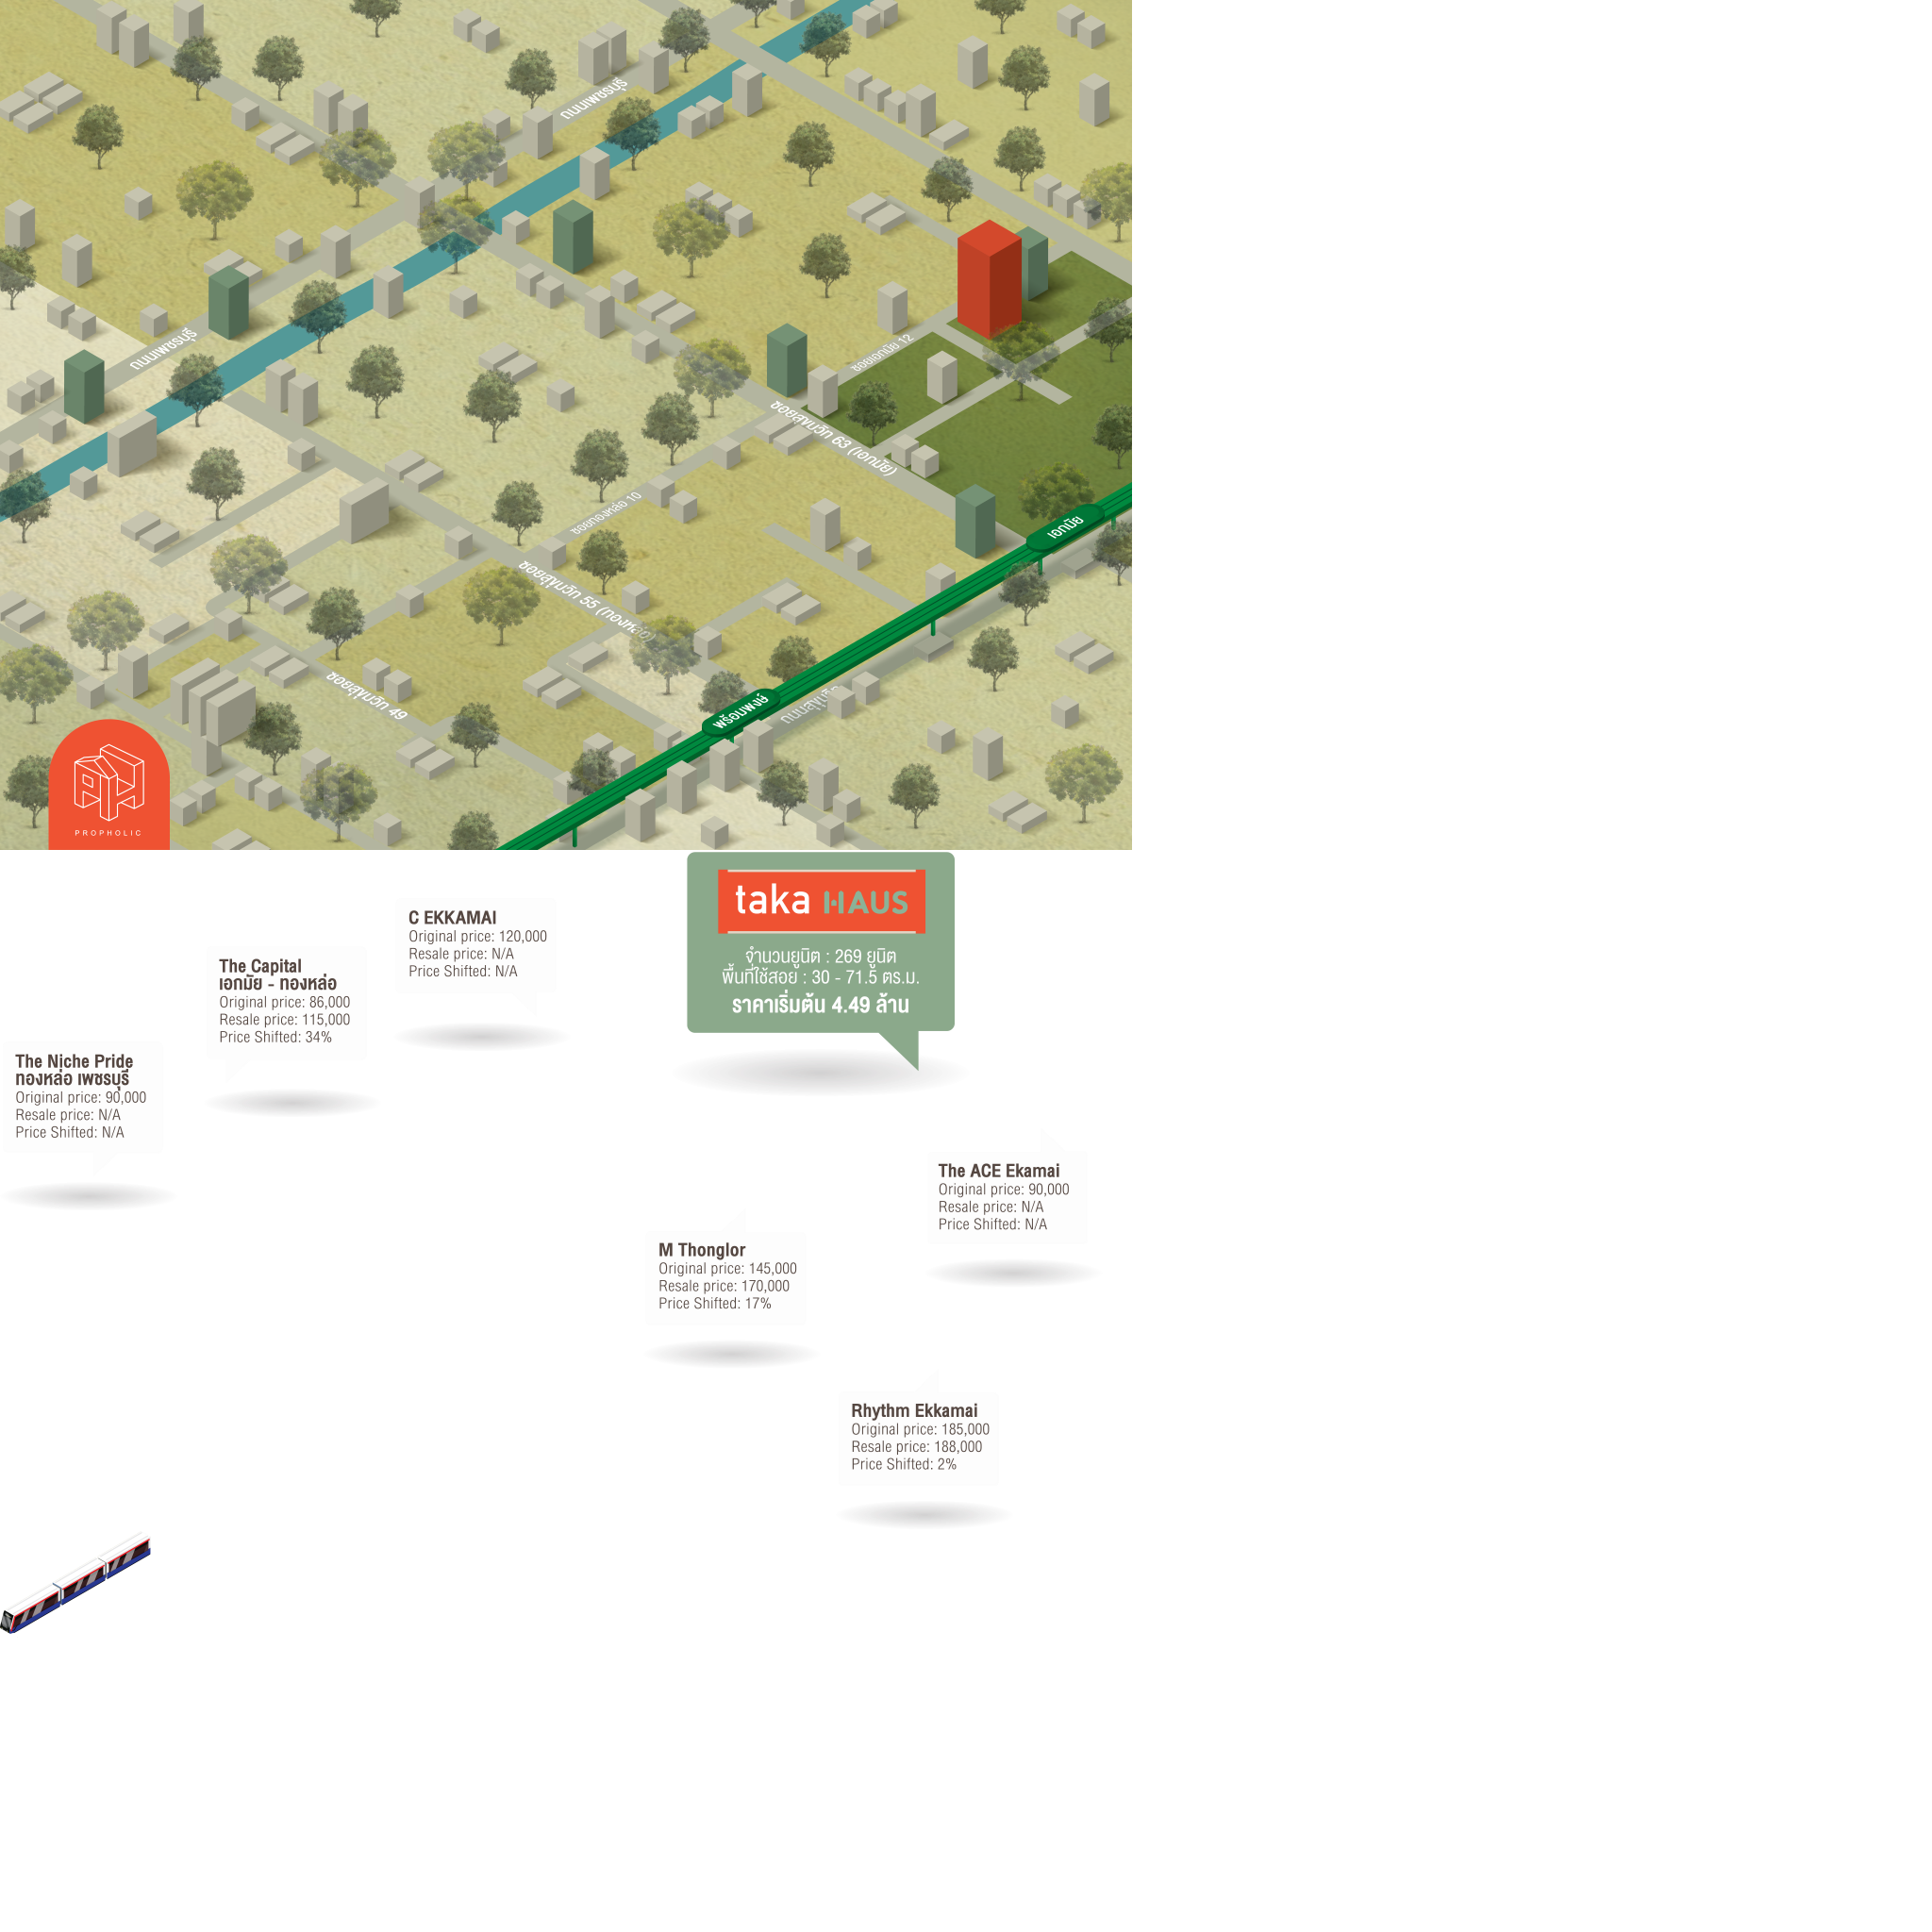 ถนนเพชรบุรี
ถนนเพชรบุรี
ซอยเอกมัย 12
ซอยสุขุมวิท 63 (เอกมัย)
ซอยทองหล่อ 10
เอกมัย
ซอยสุขุมวิท 55 (ทองหล่อ)
ซอยสุขุมวิท 49
พร้อมพงษ์
ถนนสุขุมวิท
PROPHOLIC
taka HAUS
จำนวนยูนิต : 269 ยูนิต
พื้นที่ใช้สอย : 30 - 71.5 ตร.ม.
ราคาเริ่มต้น 4.49 ล้าน
C EKKAMAI
Original price: 120,000
Resale price: N/A
Price Shifted: N/A
The Capital
เอกมัย - ทองหล่อ
Original price: 86,000
Resale price: 115,000
Price Shifted: 34%
The Niche Pride
ทองหล่อ เพชรบุรี
Original price: 90,000
Resale price: N/A
Price Shifted: N/A
The ACE Ekamai
Original price: 90,000
Resale price: N/A
Price Shifted: N/A
M Thonglor
Original price: 145,000
Resale price: 170,000
Price Shifted: 17%
Rhythm Ekkamai
Original price: 185,000
Resale price: 188,000
Price Shifted: 2%